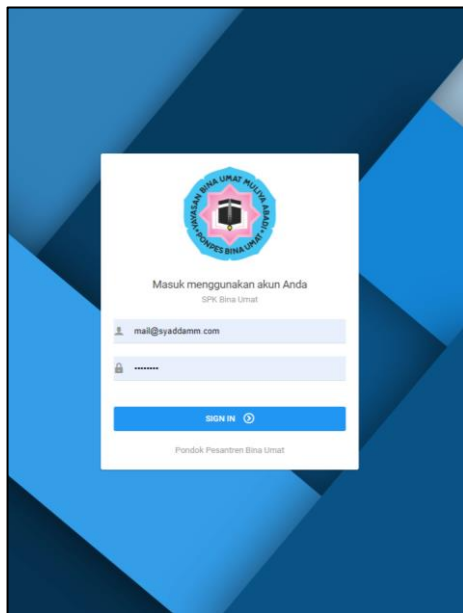 YAYASAN BINA UMAT MULIYA ABADI
PONPES BINA UMAT
Masuk menggunakan akun Anda
SPK Bina Umat
mail@syaddamm.com
••••••••
SIGN IN
Pondok Pesantren Bina Umat